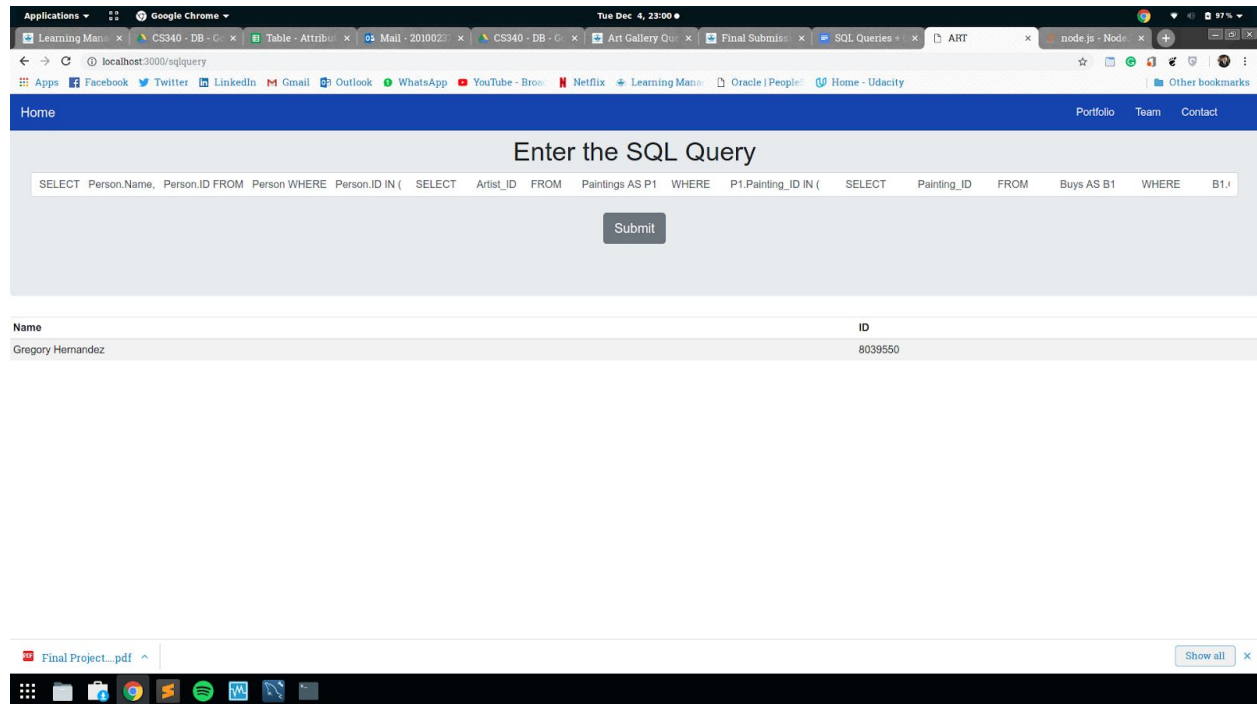 Applications Google Chrome Tue Dec 4, 23:00 97%
Learning Mana CS340 - DB - Go Table - Attribut Mail - 2010023 CS340 - DB - Go Art Gallery Que Final Submiss SQL Queries + ART node.js - Node.
localhost:3000/sqlquery
Apps Facebook Twitter LinkedIn Gmail Outlook WhatsApp YouTube - Broa Netflix Learning Mana Oracle | People Home - Udacity Other bookmarks
Home Portfolio Team Contact
Enter the SQL Query
SELECT Person.Name, Person.ID FROM Person WHERE Person.ID IN ( SELECT Artist_ID FROM Paintings AS P1 WHERE P1.Painting_ID IN ( SELECT Painting_ID FROM Buys AS B1 WHERE B1.
Submit
Name ID
Gregory Hernandez 8039550
Final Project....pdf Show all